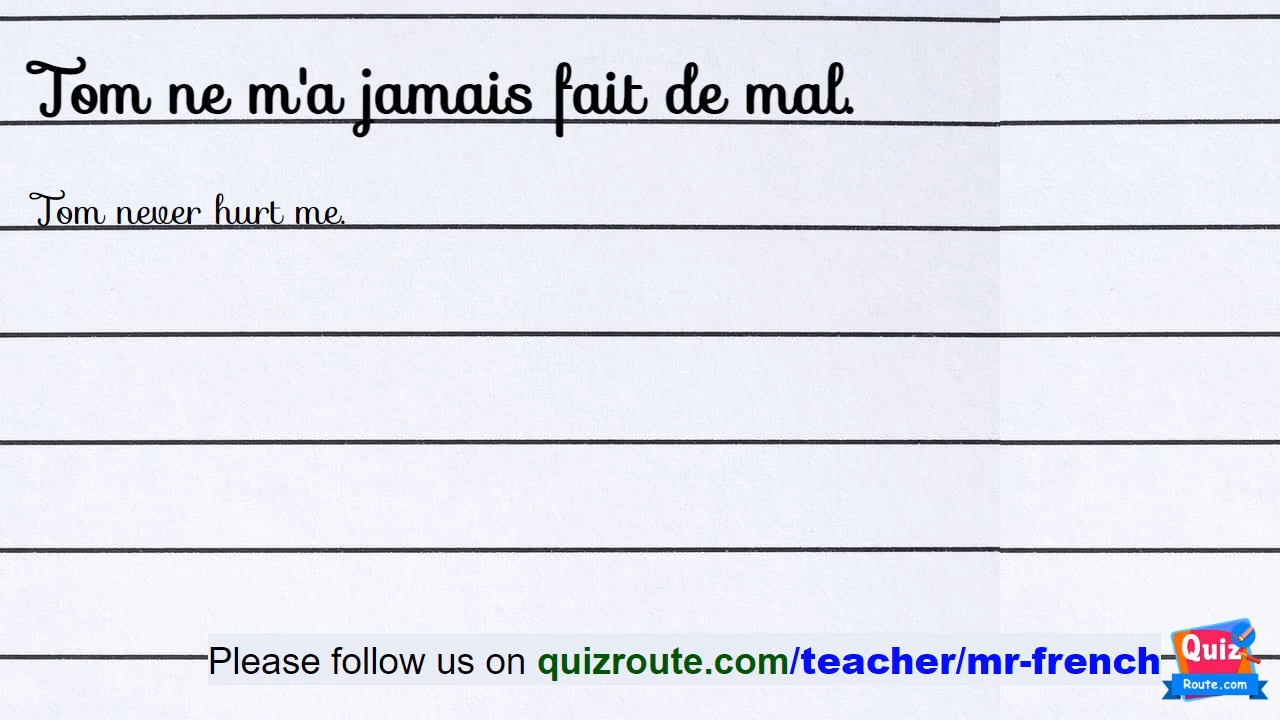 Tom ne m'a jamais fait de mal.
Tom never hurt me.
Please follow us on quizroute.com/teacher/mr-french
Quiz
Route.com